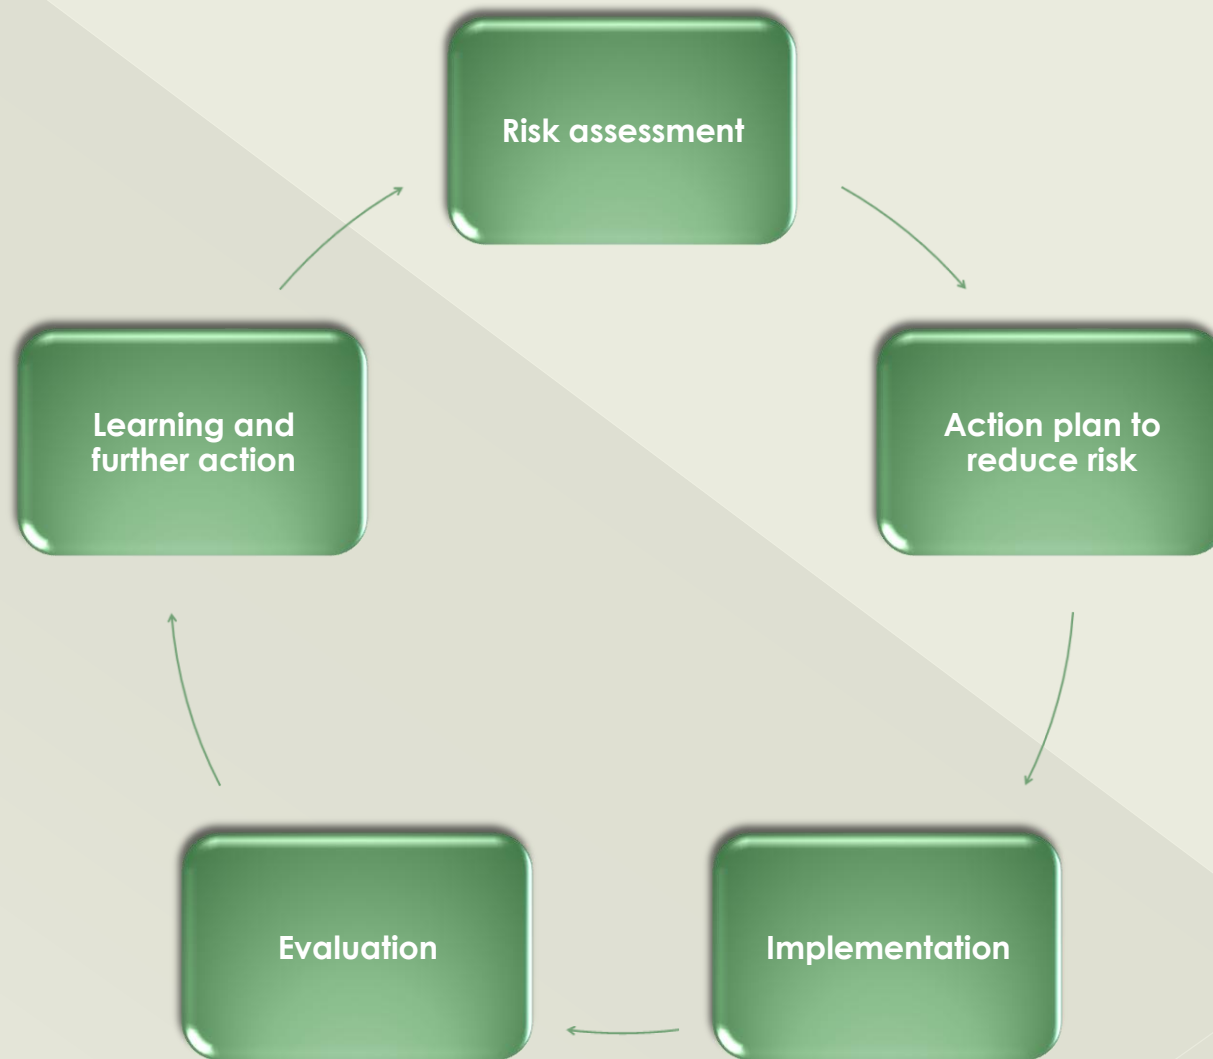 Risk assessment
Action plan to
reduce risk
Implementation
Evaluation
Learning and
further action